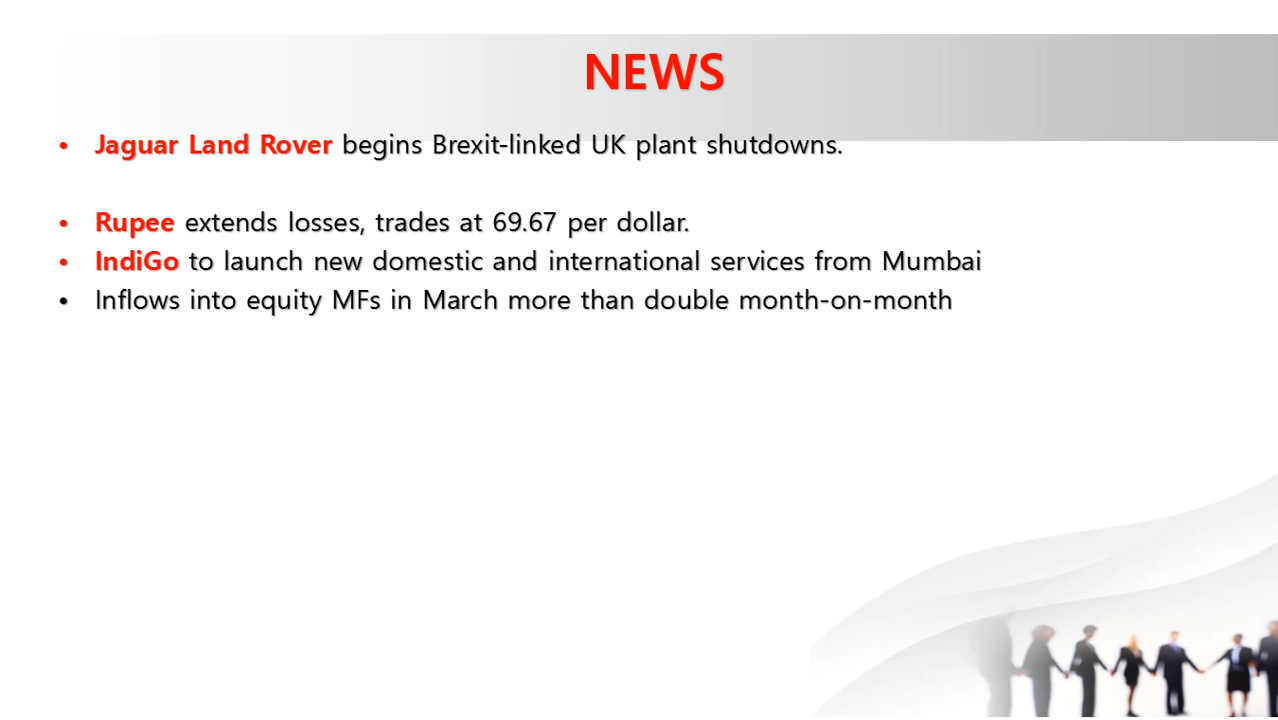 NEWS
• Jaguar Land Rover begins Brexit-linked UK plant shutdowns.
• Rupee extends losses, trades at 69.67 per dollar.
• IndiGo to launch new domestic and international services from Mumbai
• Inflows into equity MFs in March more than double month-on-month